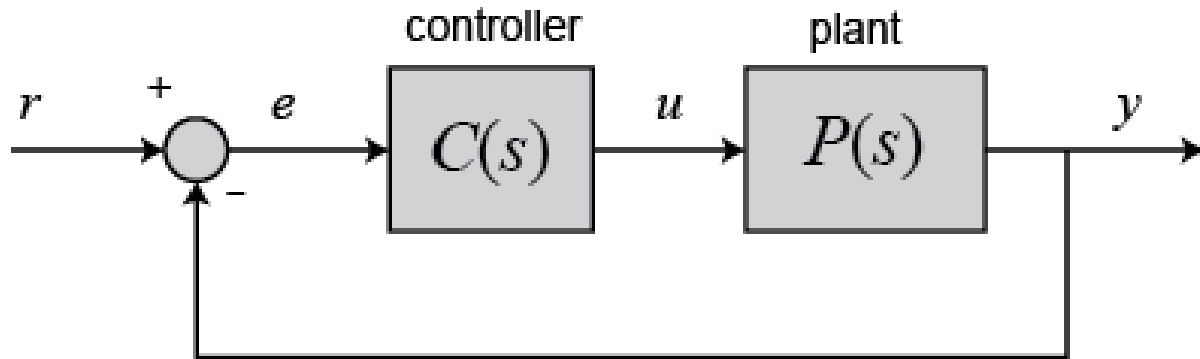 controller
plant
r
+
e
C(s)
u
P(s)
y
-